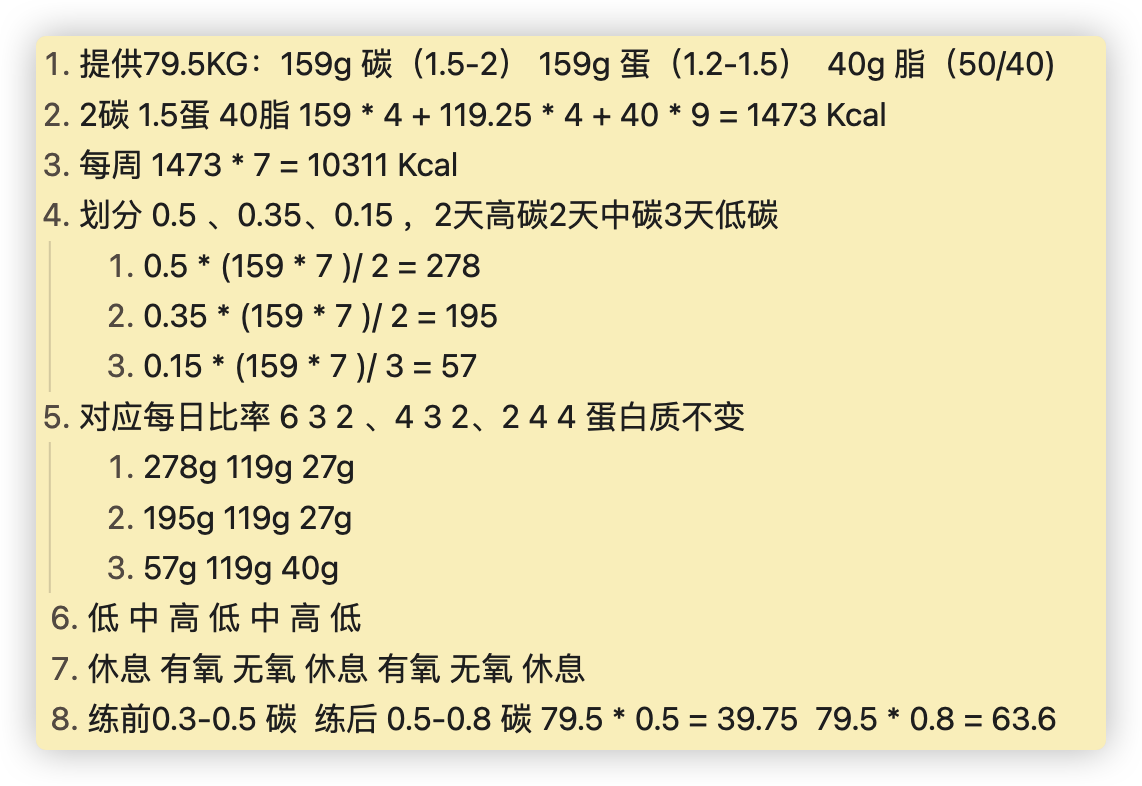 1. 提供79.5KG：159g 碳（1.5-2） 159g 蛋（1.2-1.5） 40g 脂（50/40)
2. 2碳 1.5蛋 40脂 159 * 4 + 119.25 * 4 + 40 * 9 = 1473 Kcal
3. 每周 1473 * 7 = 10311 Kcal
4. 划分 0.5 、0.35、0.15 ，2天高碳2天中碳3天低碳
1. 0.5 * (159 * 7 )/ 2 = 278
2. 0.35 * (159 * 7 )/ 2 = 195
3. 0.15 * (159 * 7 )/ 3 = 57
5. 对应每日比率 6 3 2 、4 3 2、2 4 4 蛋白质不变
1. 278g 119g 27g
2. 195g 119g 27g
3. 57g 119g 40g
6. 低 中 高 低 中 高 低
7. 休息 有氧 无氧 休息 有氧 无氧 休息
8. 练前0.3-0.5 碳 练后 0.5-0.8 碳 79.5 * 0.5 = 39.75 79.5 * 0.8 = 63.6